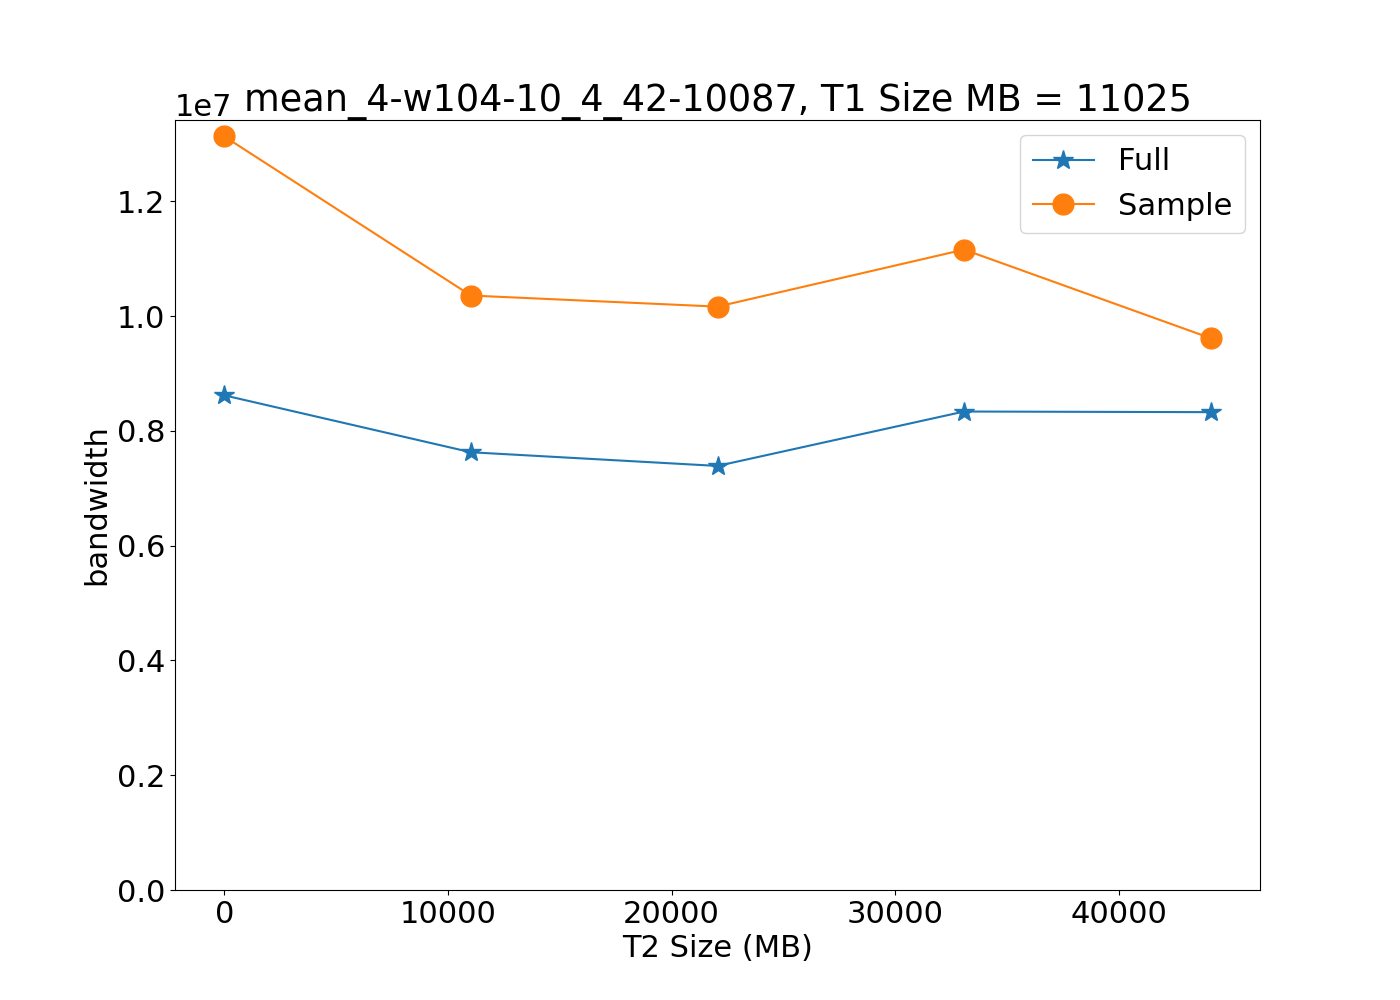 1e7
mean_4-w104-10_4_42-10087, T1 Size MB = 11025
Full
Sample
1.2
1.0
0.8
0.6
0.4
0.2
0.0
bandwidth
0 10000 20000 30000 40000
T2 Size (MB)